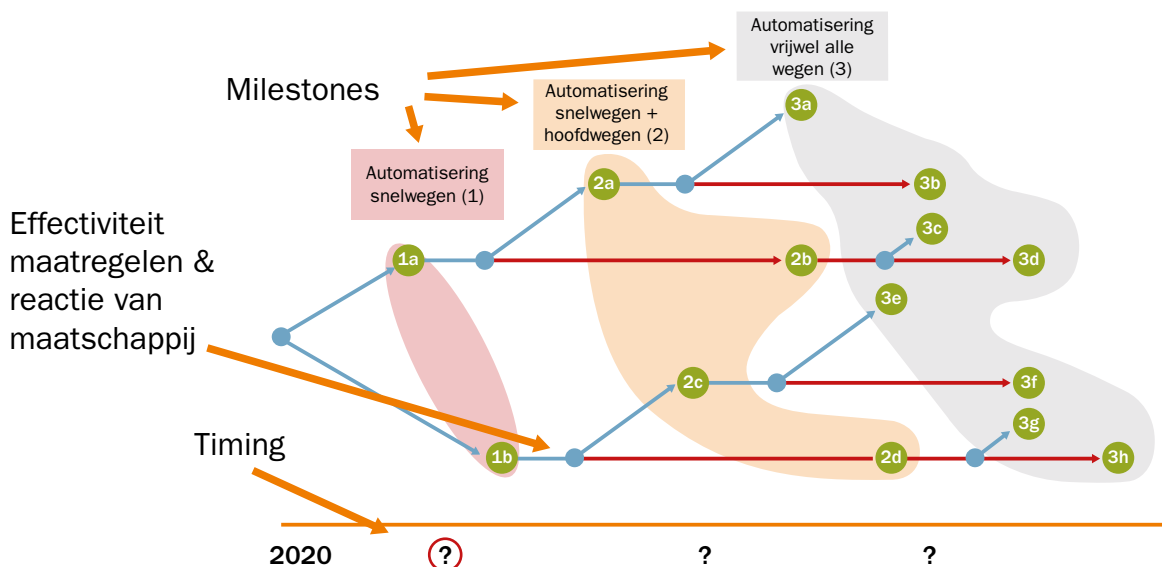 Automatisering
vrijwel alle
wegen (3)
Milestones
Automatisering
snelwegen +
hoofdwegen (2)
3a
Automatisering
snelwegen (1)
2a
3b
Effectiviteit
maatregelen &
reactie van
maatschappij
3c
1a
2b
3d
3e
2c
3f
3g
Timing
1b
2d
3h
2020
?
?
?